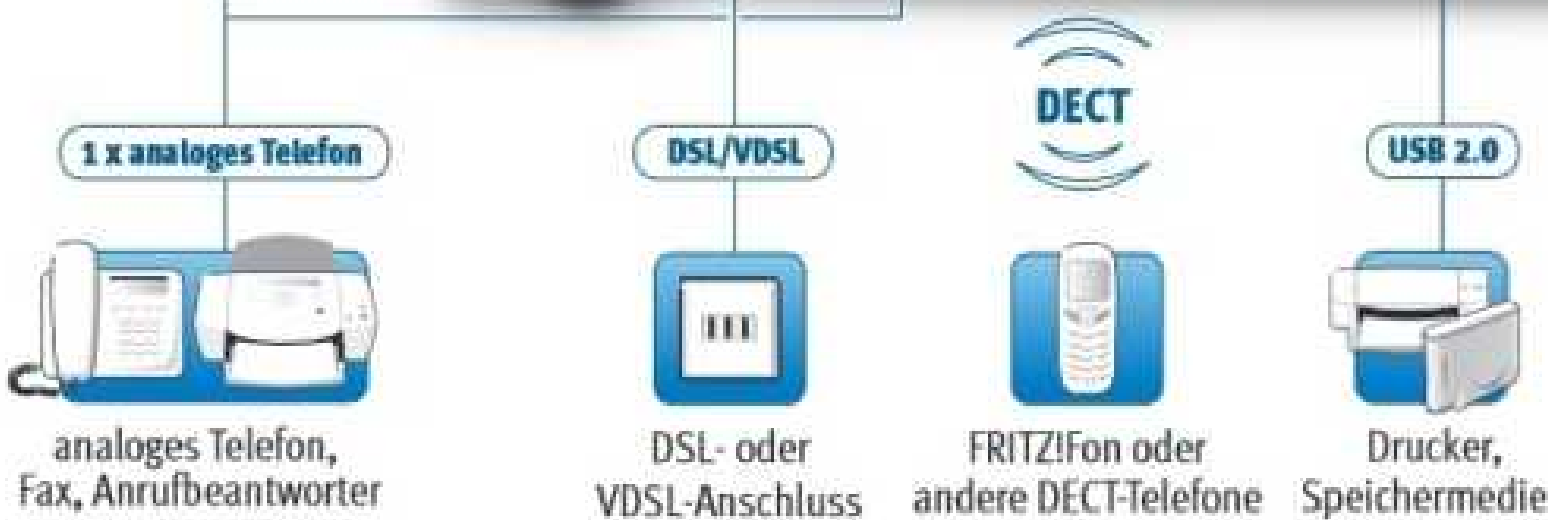 1 x analoges Telefon
DSL/VDSL
DECT
USB 2.0
analoges Telefon,
Fax, Anrufbeantworter
DSL- oder
VDSL-Anschluss
FRITZ!Fon oder
andere DECT-Telefone
Drucker,
Speichermedie